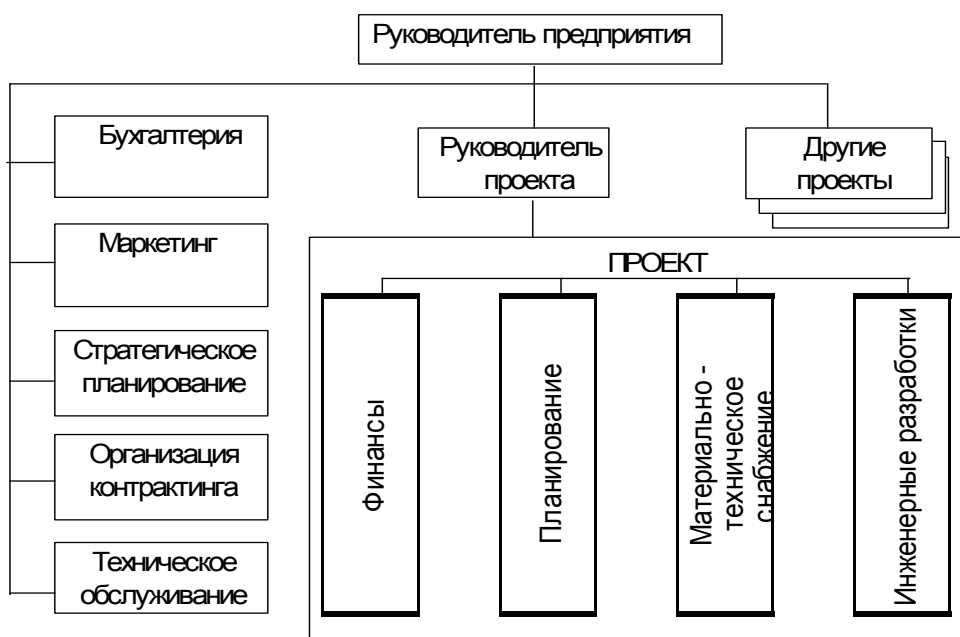 Руководитель предприятия
Бухгалтерия
Руководитель
проекта
Другие
проекты
Маркетинг
ПРОЕКТ
Стратегическое
планирование
Организация
контрактинга
Техническое
обслуживание
Финансы
Планирование
Материально -
техническое
снабжение
Инженерные разработки